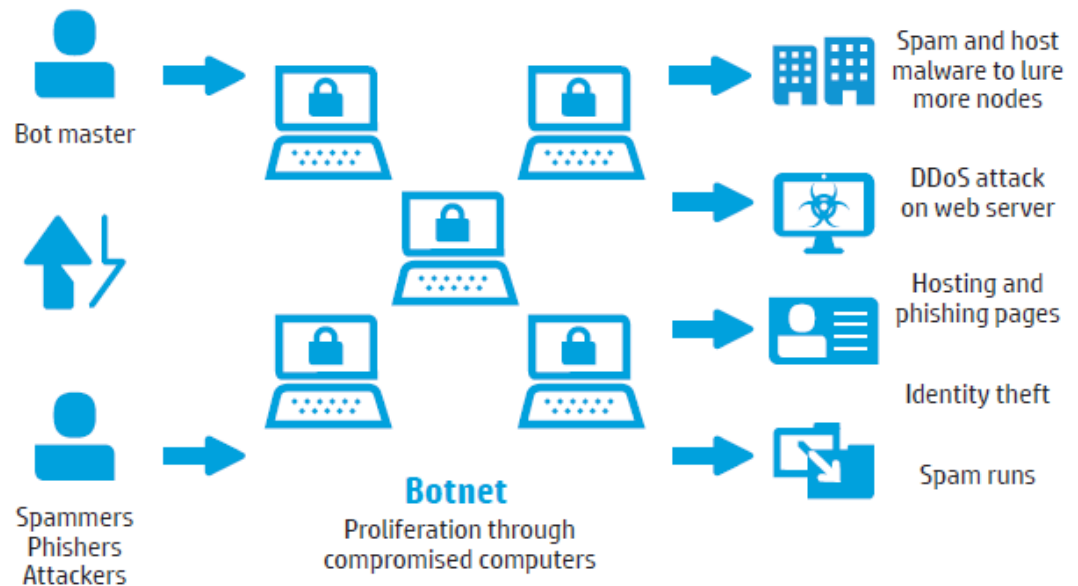 Bot master
Spammers
Phishers
Attackers
Botnet
Proliferation through
compromised computers
Spam and host
malware to lure
more nodes
DDoS attack
on web server
Hosting and
phishing pages
Identity theft
Spam runs